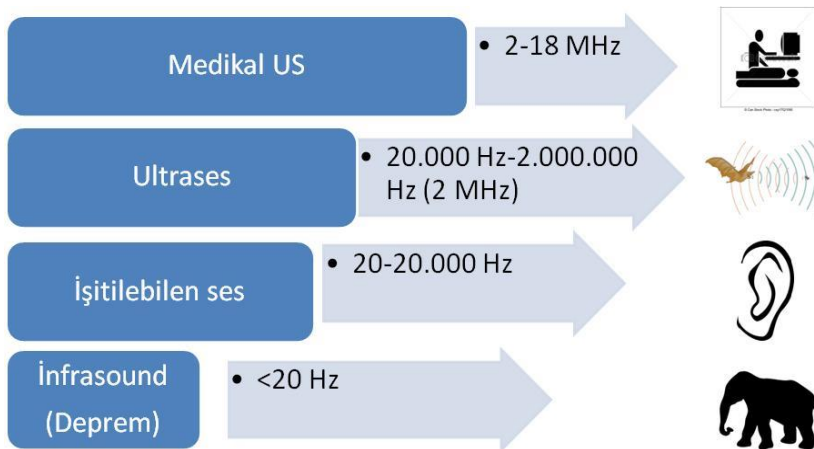 Medikal US
• 2-18 MHz
Ultrases
• 20.000 Hz-2.000.000
Hz (2 MHz)
İşitilebilen ses
• 20-20.000 Hz
İnfrasound
(Deprem)
• <20 Hz